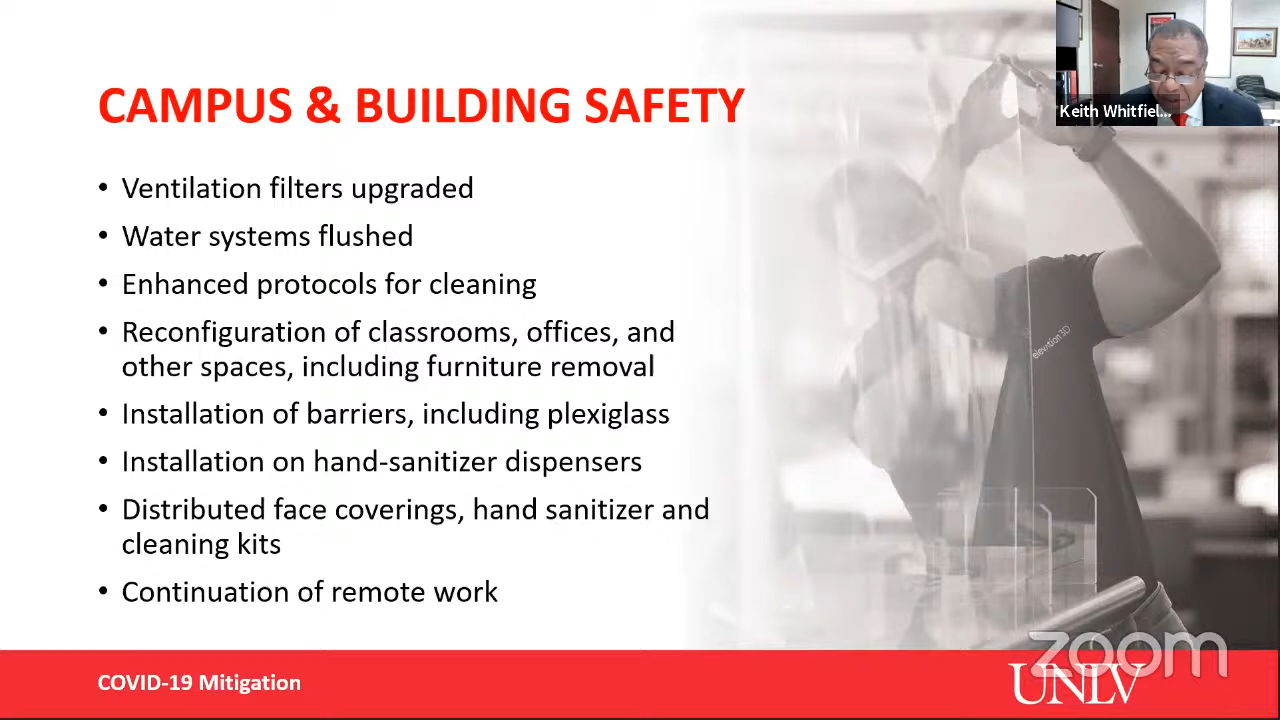 Keith Whitfiel...
CAMPUS & BUILDING SAFETY
• Ventilation filters upgraded
• Water systems flushed
• Enhanced protocols for cleaning
• Reconfiguration of classrooms, offices, and
other spaces, including furniture removal
• Installation of barriers, including plexiglass
• Installation on hand-sanitizer dispensers
• Distributed face coverings, hand sanitizer and
cleaning kits
• Continuation of remote work
elevation3D
zoom
COVID-19 Mitigation
UNLV